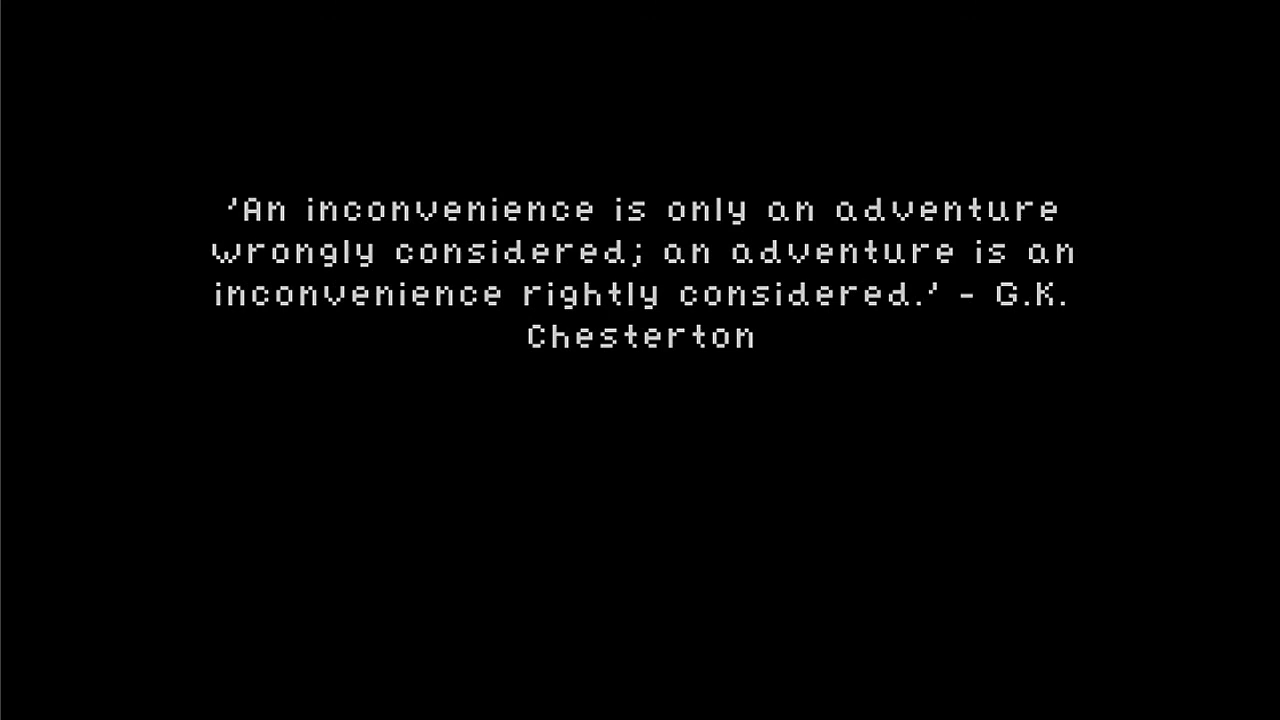 'An inconvenience is only an adventure
wrongly considered; an adventure is an
inconvenience rightly considered.' - G.K.
Chesterton